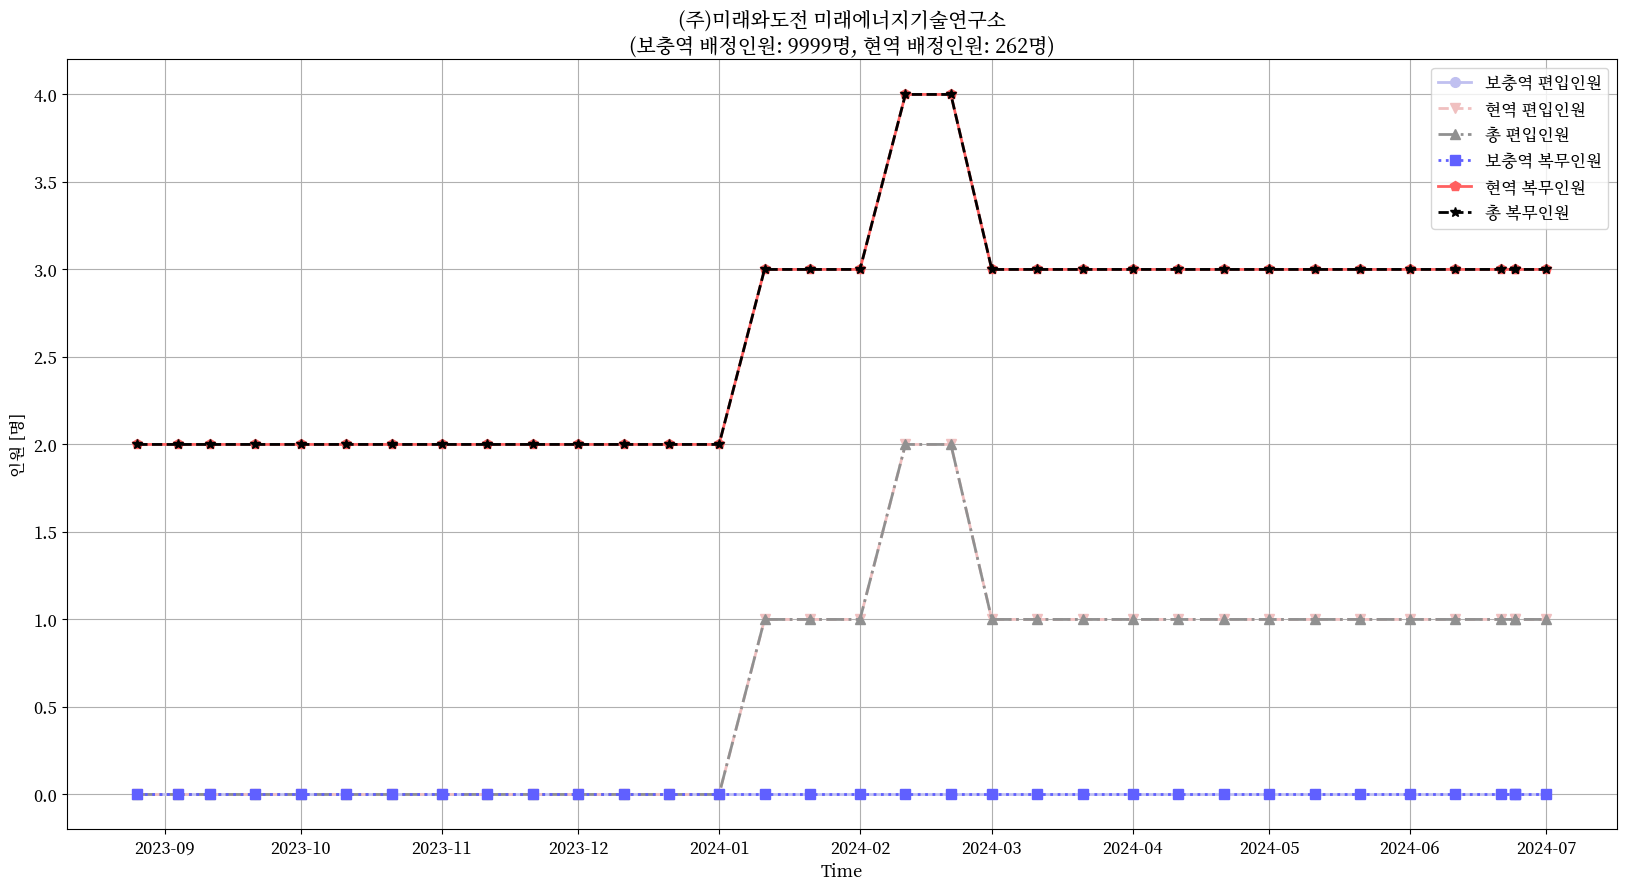 (주)미래와도전 미래에너지기술연구소
(보충역 배정인원: 9999명, 현역 배정인원: 262명)
보충역 편입인원
현역 편입인원
총 편입인원
보충역 복무인원
현역 복무인원
총 복무인원
인원 [명]
4.0
3.5
3.0
2.5
2.0
1.5
1.0
0.5
0.0
2023-09 2023-10 2023-11 2023-12 2024-01 2024-02 2024-03 2024-04 2024-05 2024-06 2024-07
Time